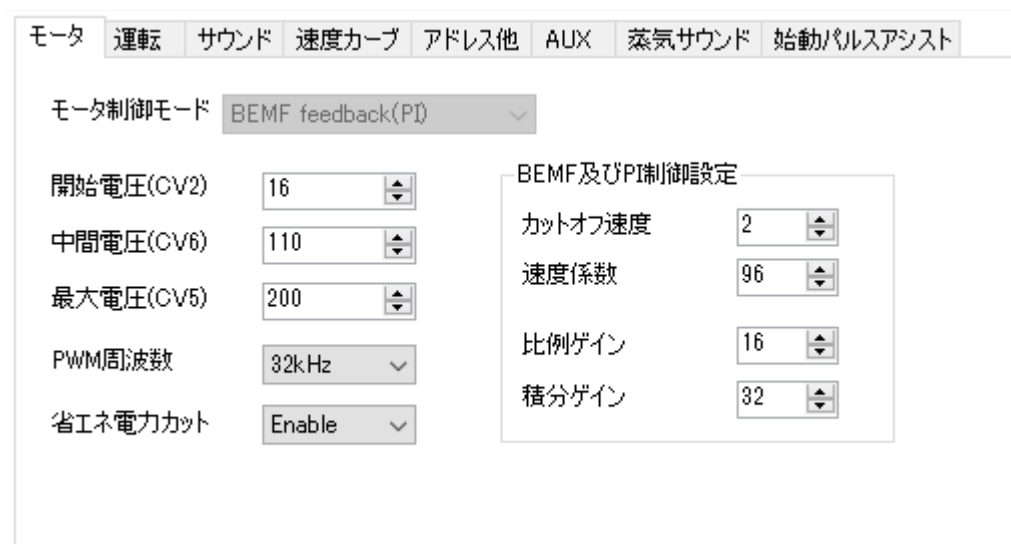 モータ 運転 サウンド 速度カーブ アドレス他 AUX 蒸気サウンド 始動パルスアシスト
モータ制御モード BEMF feedback(PI)
開始電圧(CV2) 16
中間電圧(CV6) 110
最大電圧(CV5) 200
PWM周波数 32kHz
省エネ電力カット Enable
BEMF及びPI制御設定
カットオフ速度 2
速度係数 96
比例ゲイン 16
積分ゲイン 32